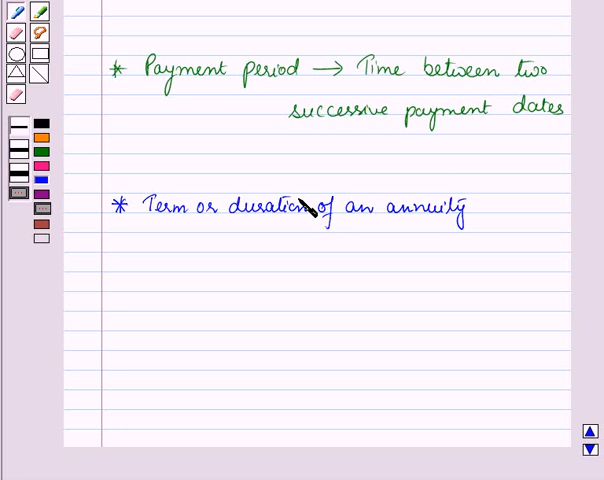 * Payment period → Time between two
successive payment dates
* Term or duration of an annuity